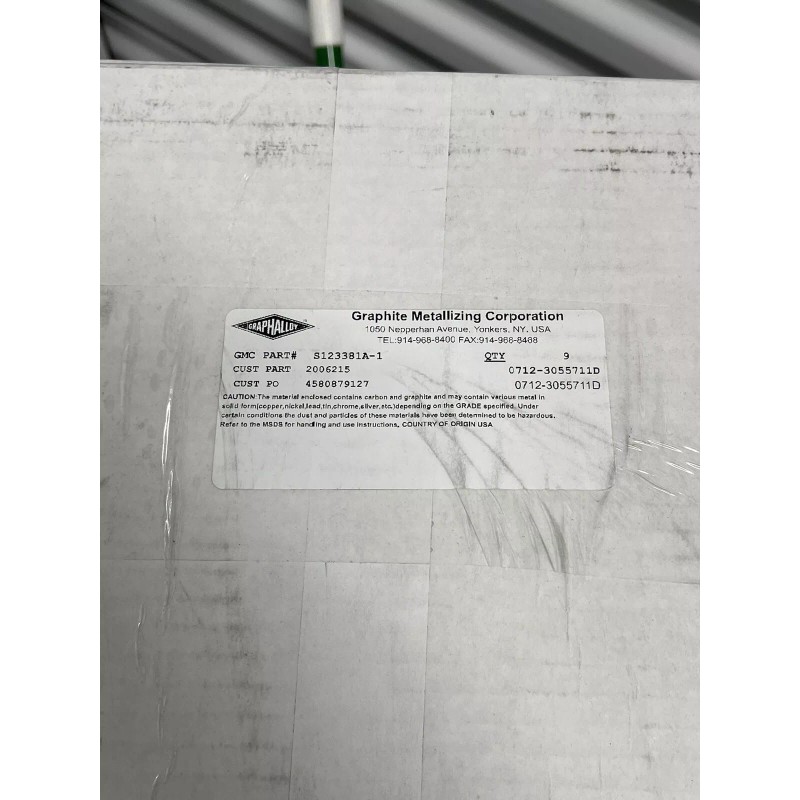 GRAPHALLOY™
Graphite Metallizing Corporation
1050 Nepperhan Avenue, Yonkers, NY. USA
TEL:914-968-8400 FAX:914-968-8468
GMC PART# S123381A-1 QTY 9
CUST PART 2006215 0712-3055711D
CUST PO 4580879127 0712-3055711D
CAUTION:The material enclosed contains carbon and graphite and may contain various metal in
solid form(copper,nickel,lead,tin,chrome,silver,etc.)depending on the GRADE specified. Under
certain conditions the dust and particles of these materials have been determined to be hazardous.
Refer to the MSDS for handling and use instructions. COUNTRY OF ORIGIN USA